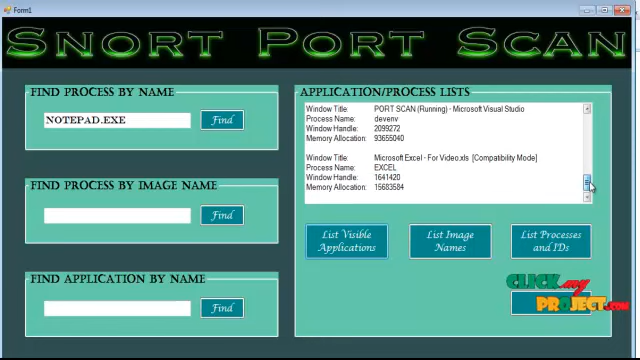 Form1
Snort Port Scan
Find Process By Name
notepad.exe
Find
Find Process By Image Name
Find
Find Application By Name
Find
Application/Process Lists
Window Title: PORT SCAN (Running) - Microsoft Visual Studio
Process Name: devenv
Window Handle: 2099272
Memory Allocation: 93655040
Window Title: Microsoft Excel - For Video.xls [Compatibility Mode]
Process Name: EXCEL
Window Handle: 1641420
Memory Allocation: 15683584
List Visible
Applications
List Image
Names
List Processes
and IDs
CLICK my
PROJECT.COM